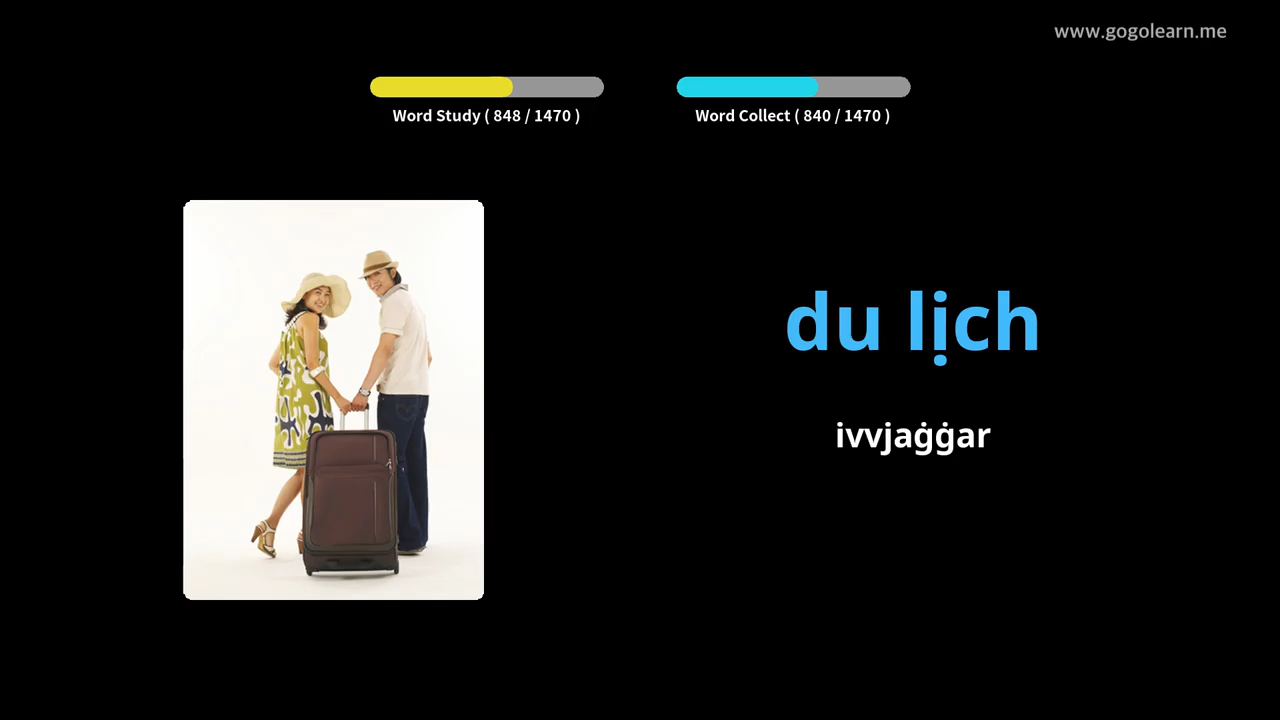 www.gogolearn.me
Word Study ( 848 / 1470 )
Word Collect ( 840 / 1470 )
du lịch
ivvjaġġar